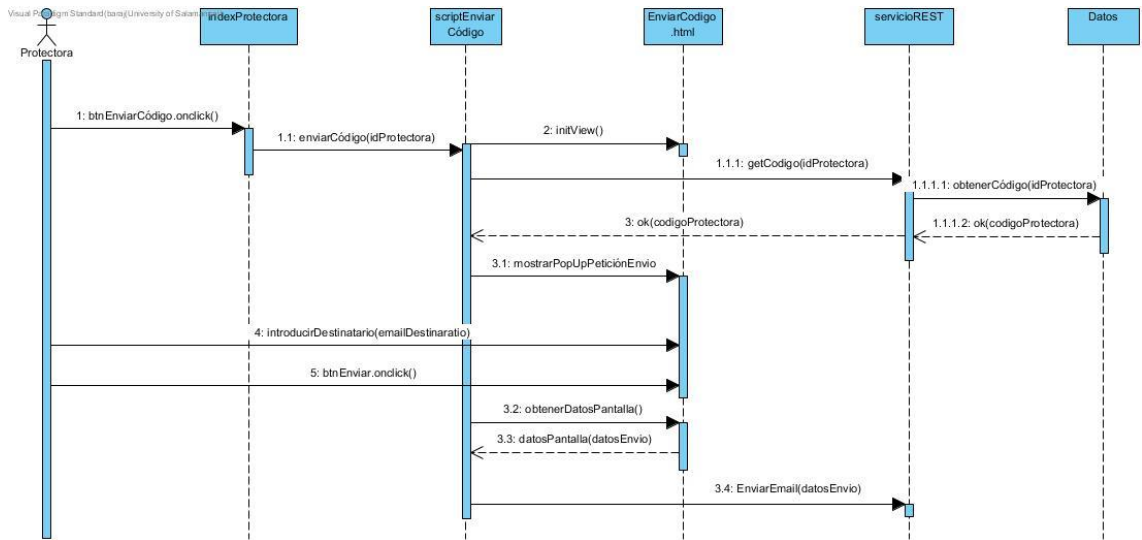 Visual Paradigm Standard(baraj(University of Salam
Protectora
indexProtectora
scriptEnviar
Código
EnviarCodigo
.html
servicioREST
Datos
1: btnEnviarCódigo.onclick()
1.1: enviarCódigo(idProtectora)
2: initView()
1.1.1: getCodigo(idProtectora)
1.1.1.1: obtenerCódigo(idProtectora)
3: ok(codigoProtectora)
1.1.1.2: ok(codigoProtectora)
3.1: mostrarPopUpPeticiónEnvio
4: introducirDestinatario(emailDestinaratio)
5: btnEnviar.onclick()
3.2: obtenerDatosPantalla()
3.3: datosPantalla(datosEnvio)
3.4: EnviarEmail(datosEnvio)